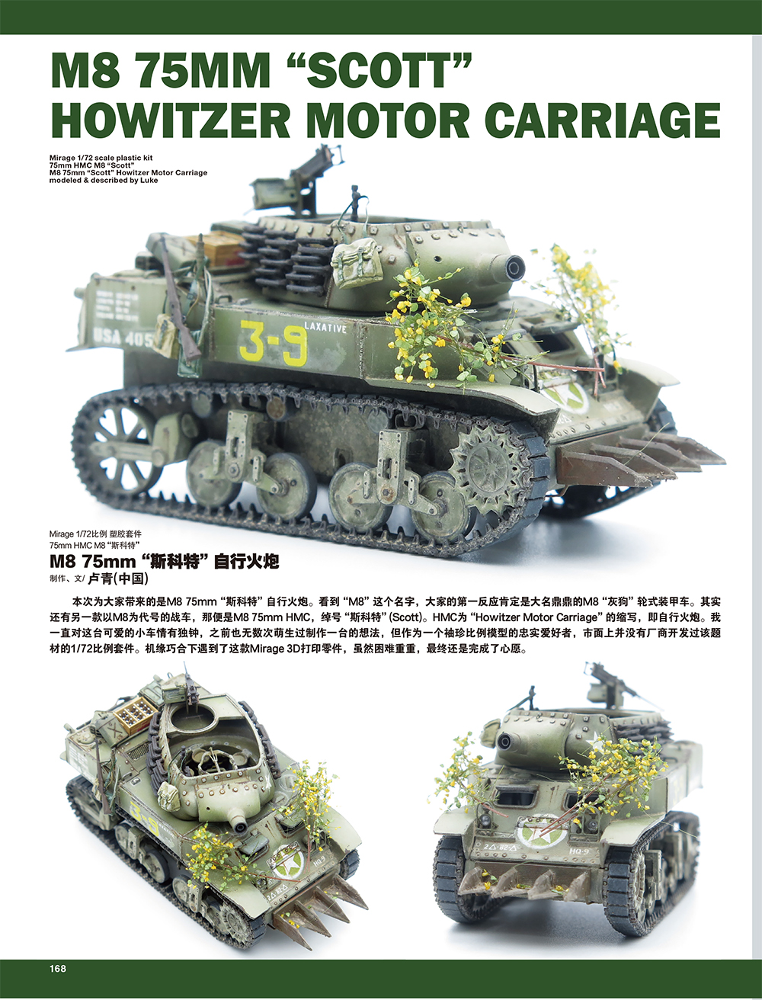 M8 75MM “SCOTT”
HOWITZER MOTOR CARRIAGE
Mirage 1/72 scale plastic kit
75mm HMC M8 “Scott”
M8 75mm “Scott” Howitzer Motor Carriage
modeled & described by Luke
USA 405
3-9
LAXATIVE
Mirage 1/72比例 塑胶套件
75mm HMC M8 “斯科特”
M8 75mm “斯科特” 自行火炮
制作、文/ 卢青(中国)
本次为大家带来的是M8 75mm “斯科特” 自行火炮。看到 “M8” 这个名字，大家的第一反应肯定是大名鼎鼎的M8 “灰狗” 轮式装甲车。其实
还有另一款以M8为代号的战车，那便是M8 75mm HMC，绰号 “斯科特” (Scott)。HMC为 “Howitzer Motor Carriage” 的缩写，即自行火炮。我
一直对这台可爱的小车情有独钟，之前也无数次萌生过制作一台的想法，但作为一个袖珍比例模型的忠实爱好者，市面上并没有厂商开发过该题
材的1/72比例套件。机缘巧合下遇到了这款Mirage 3D打印零件，虽然困难重重，最终还是完成了心愿。
3-9
LAXATIVE
HQ-9
2△-82-△
2△-82-△
HQ-9
168